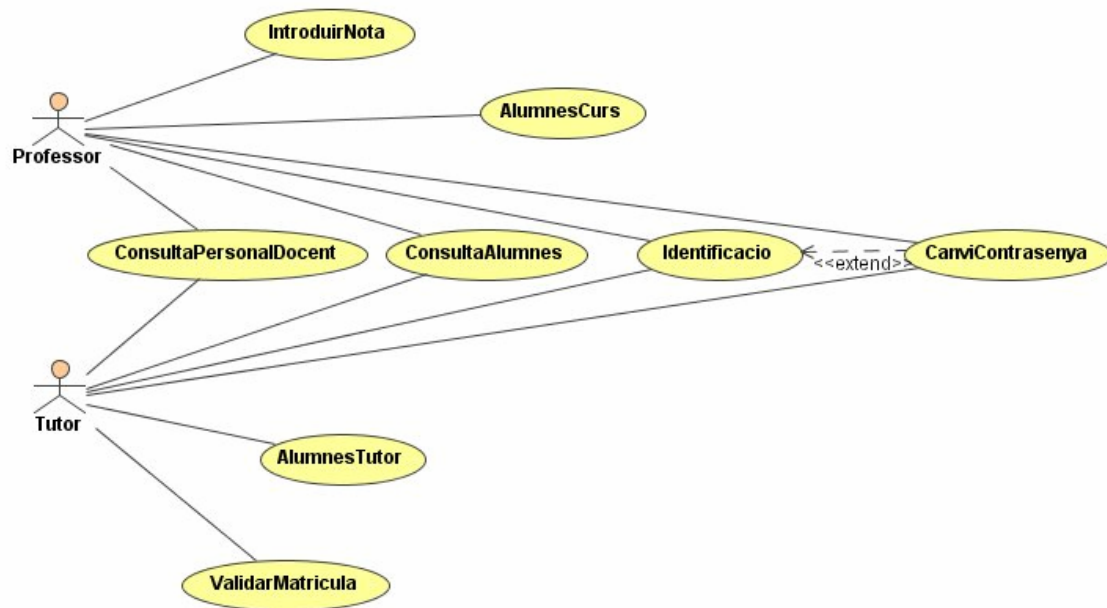 IntroduirNota
AlumnesCurs
Professor
ConsultaPersonalDocent
ConsultaAlumnes
Identificacio
<<extend>>
CanviContrasenya
Tutor
AlumnesTutor
ValidarMatricula